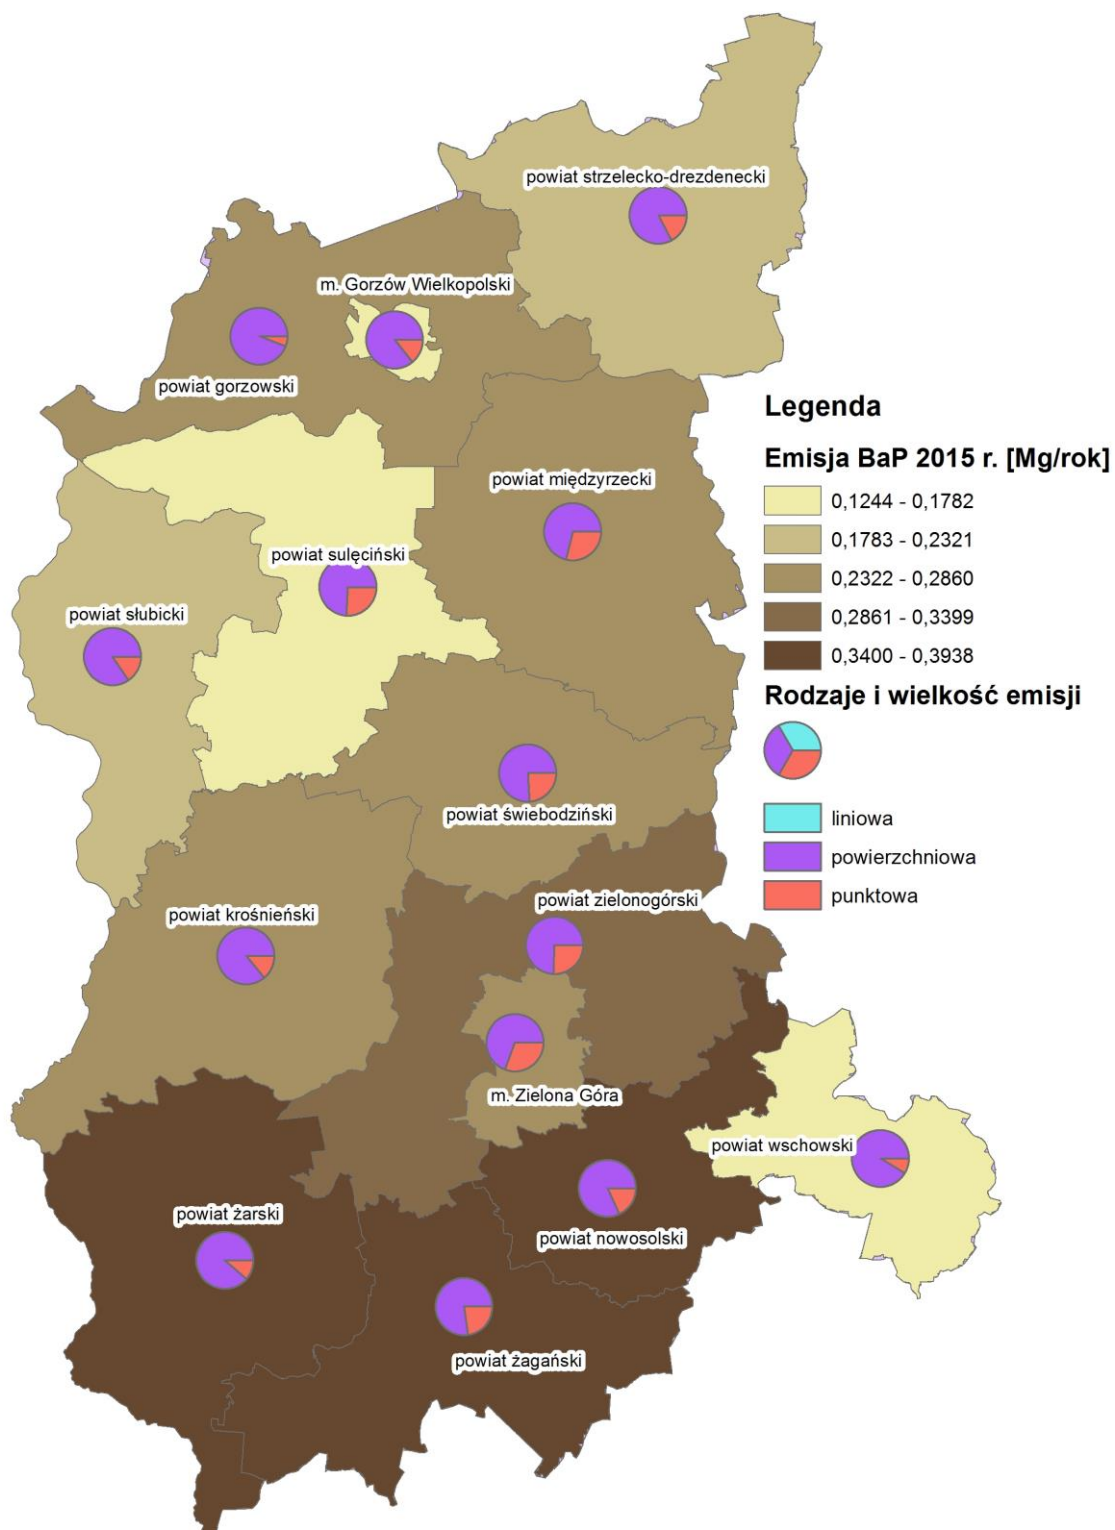 powiat strzelecko-drezdenecki
m. Gorzów Wielkopolski
powiat gorzowski
Legenda
Emisja BaP 2015 r. [Mg/rok]
0,1244 - 0,1782
0,1783 - 0,2321
0,2322 - 0,2860
0,2861 - 0,3399
0,3400 - 0,3938
Rodzaje i wielkość emisji
liniowa
powierzchniowa
punktowa
powiat międzyrzecki
powiat sulęciński
powiat słubicki
powiat świebodziński
powiat zielonogórski
powiat krośnieński
m. Zielona Góra
powiat wschowski
powiat żarski
powiat nowosolski
powiat żagański